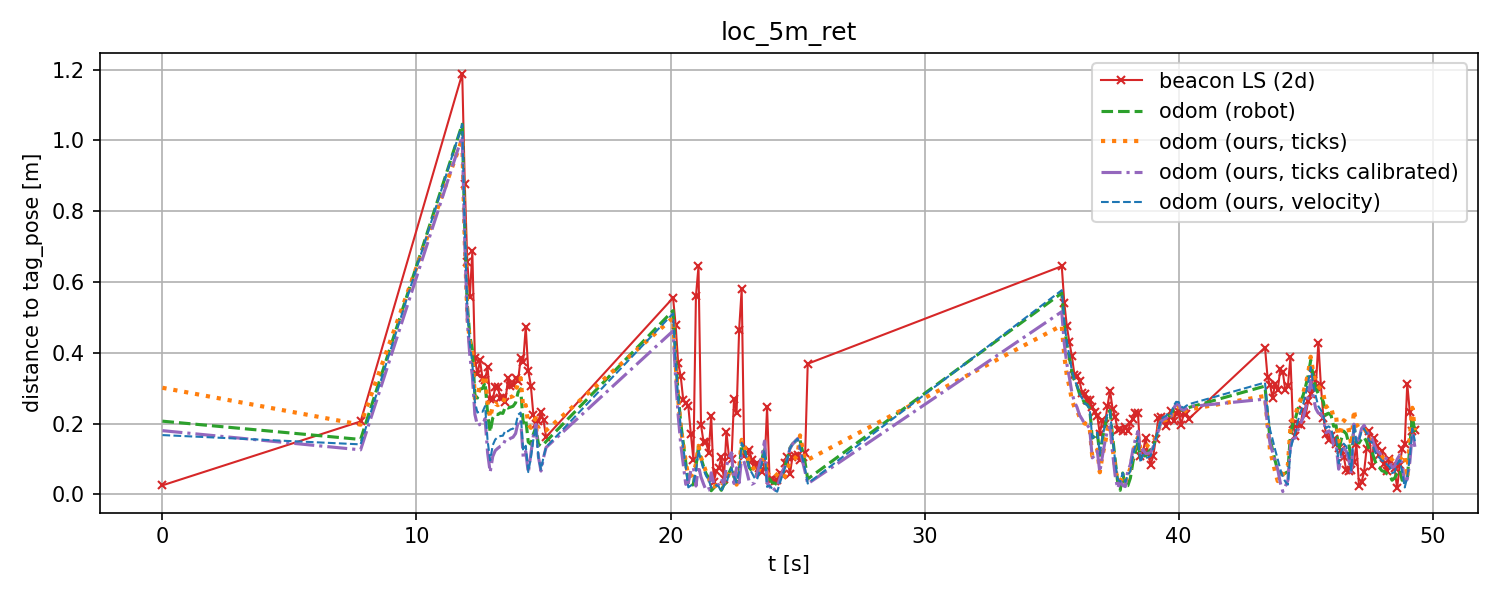 loc_5m_ret
distance to tag_pose [m]
1.2
1.0
0.8
0.6
0.4
0.2
0.0
beacon LS (2d)
odom (robot)
odom (ours, ticks)
odom (ours, ticks calibrated)
odom (ours, velocity)
0 10 20 30 40 50
t [s]